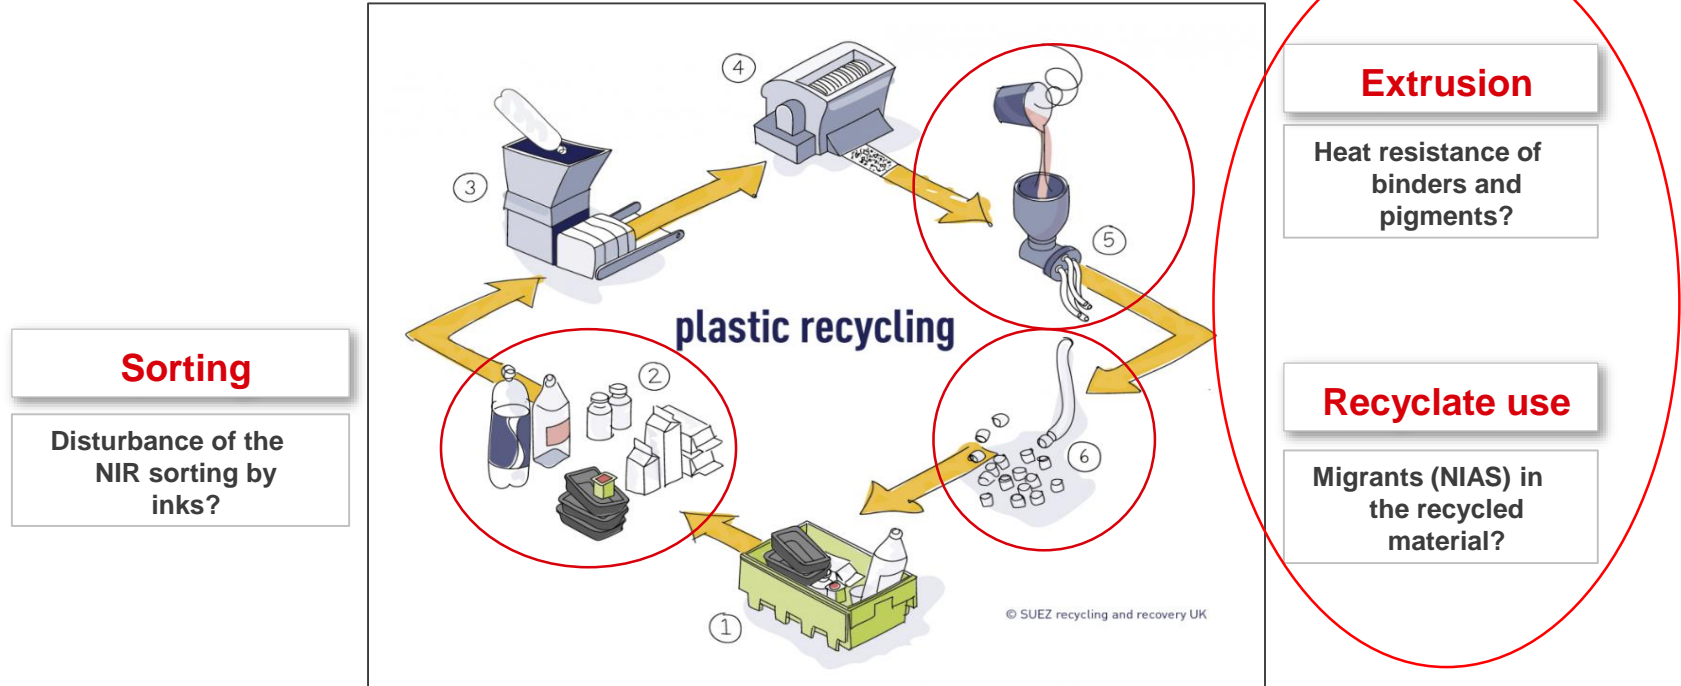 Sorting
Disturbance of the
NIR sorting by
inks?
4
3
5
plastic recycling
2
6
1
© SUEZ recycling and recovery UK
Extrusion
Heat resistance of
binders and
pigments?
Recyclate use
Migrants (NIAS) in
the recycled
material?